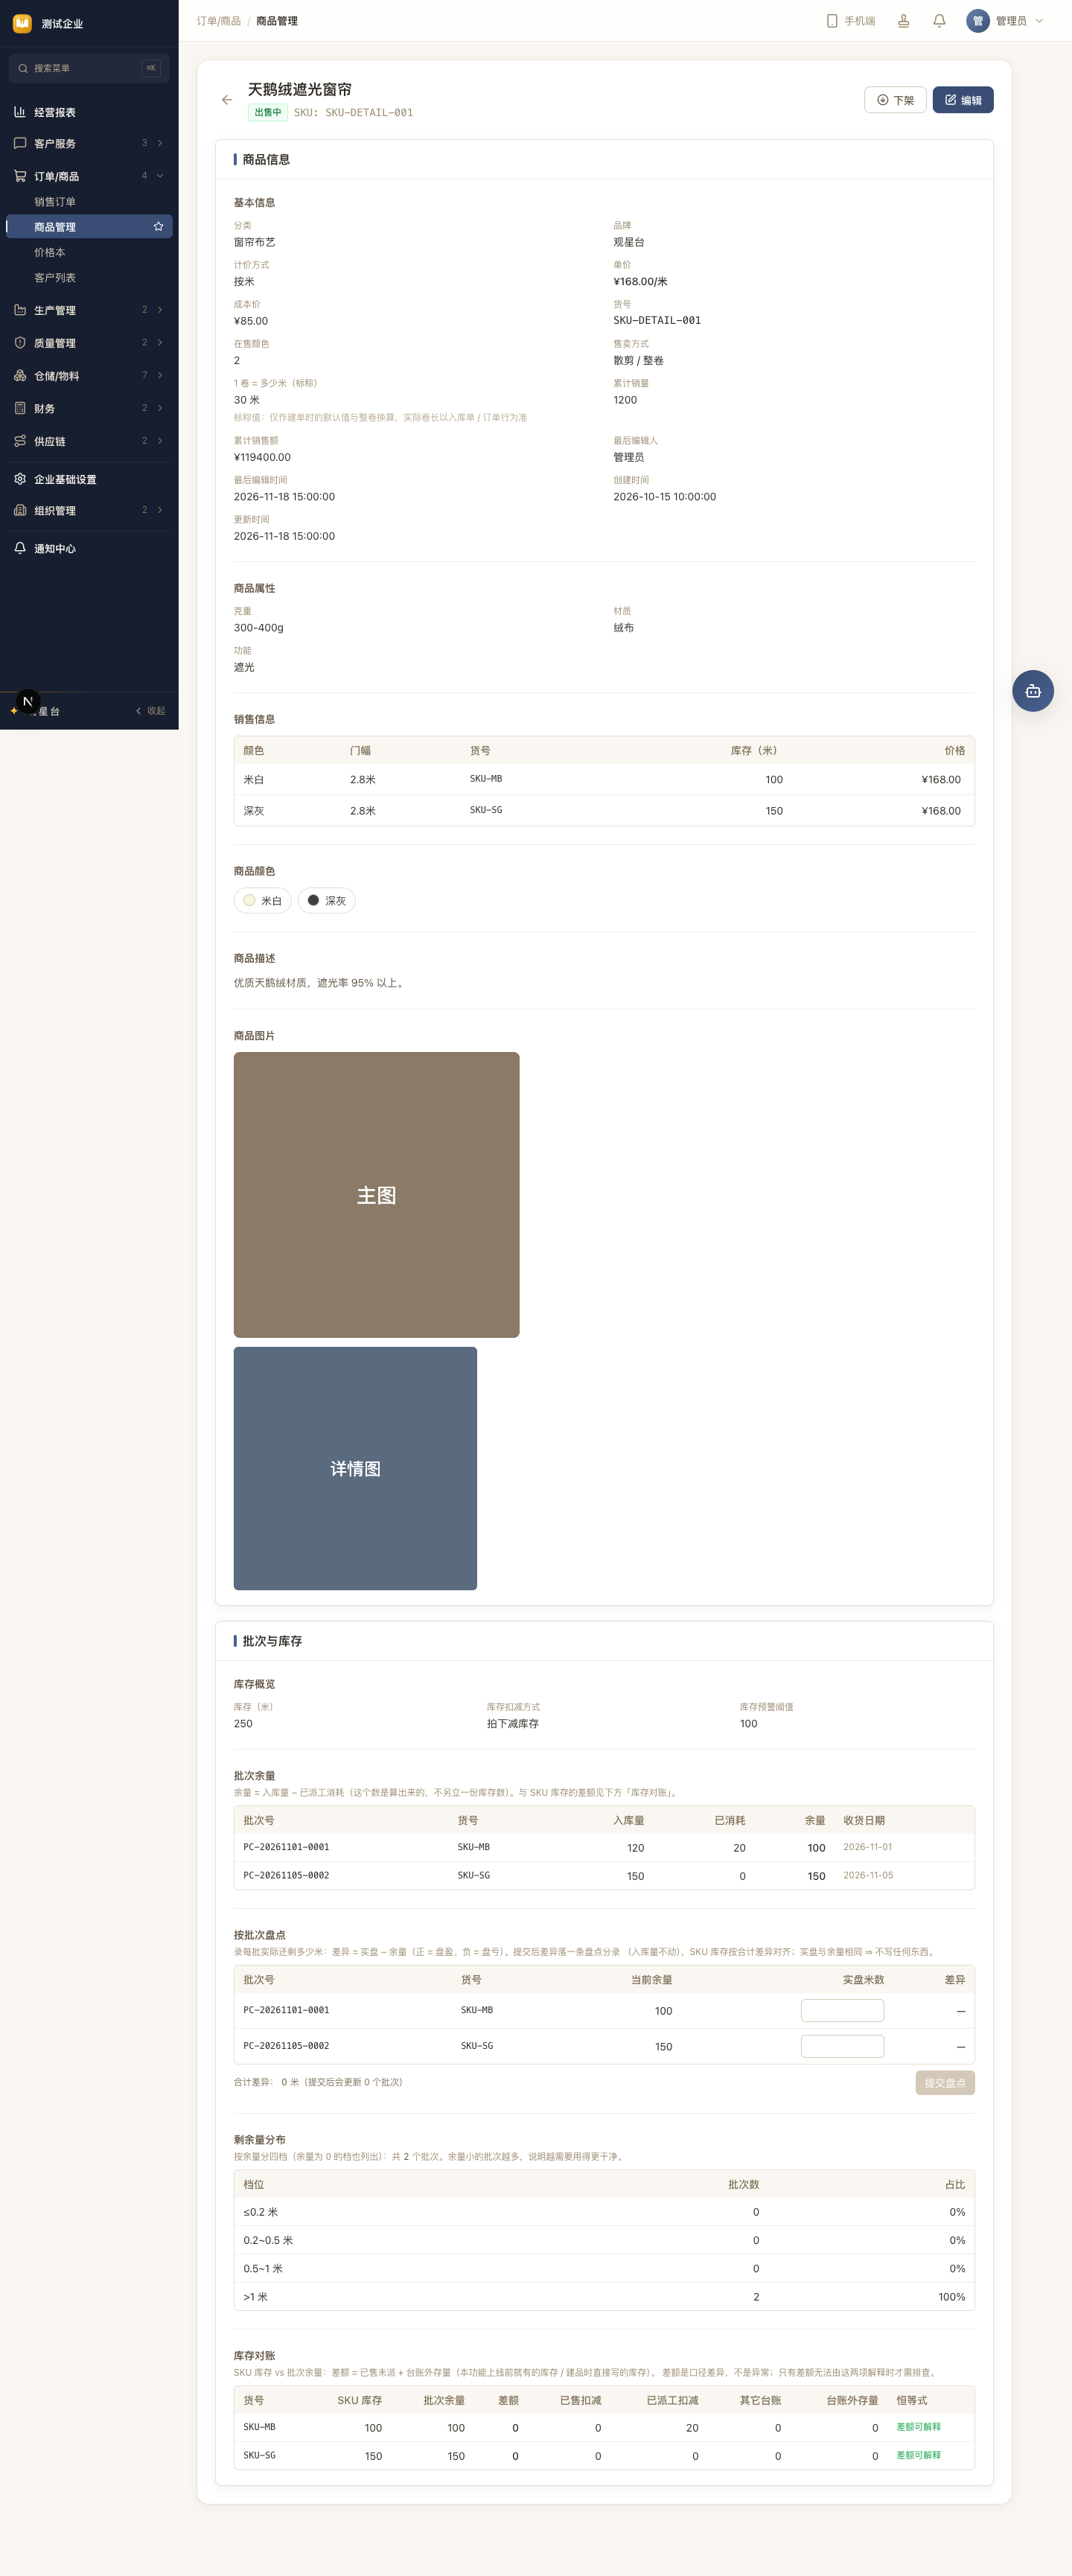 测试企业
搜索菜单 ⌘K
经营报表
客户服务 3
订单/商品 4
销售订单
商品管理
价格本
客户列表
生产管理 2
质量管理 2
仓储/物料 7
财务 2
供应链 2
企业基础设置
组织管理 2
通知中心
N
星台
收起
订单/商品 / 商品管理
手机端
管 管理员
天鹅绒遮光窗帘
出售中 SKU: SKU-DETAIL-001
下架
编辑
商品信息
基本信息
分类
窗帘布艺
品牌
观星台
计价方式
按米
单价
¥168.00/米
成本价
¥85.00
货号
SKU-DETAIL-001
在售颜色
2
售卖方式
散剪 / 整卷
1 卷 = 多少米（标称）
30 米
标称值：仅作建单时的默认值与整卷换算，实际卷长以入库单 / 订单行为准
累计销量
1200
累计销售额
¥119400.00
最后编辑人
管理员
最后编辑时间
2026-11-18 15:00:00
创建时间
2026-10-15 10:00:00
更新时间
2026-11-18 15:00:00
商品属性
克重
300-400g
材质
绒布
功能
遮光
销售信息
颜色 门幅 货号 库存（米） 价格
米白 2.8米 SKU-MB 100 ¥168.00
深灰 2.8米 SKU-SG 150 ¥168.00
商品颜色
米白 深灰
商品描述
优质天鹅绒材质，遮光率 95% 以上。
商品图片
主图
详情图
批次与库存
库存概览
库存（米）
250
库存扣减方式
拍下减库存
库存预警阈值
100
批次余量
余量 = 入库量 − 已派工消耗（这个数是算出来的，不另立一份库存数）。与 SKU 库存的差额见下方「库存对账」。
批次号 货号 入库量 已消耗 余量 收货日期
PC-20261101-0001 SKU-MB 120 20 100 2026-11-01
PC-20261105-0002 SKU-SG 150 0 150 2026-11-05
按批次盘点
录每批实际还剩多少米：差异 = 实盘 − 余量（正 = 盘盈、负 = 盘亏）。提交后差异落一条盘点分录 （入库量不动），SKU 库存按合计差异对齐；实盘与余量相同 ⇒ 不写任何东西。
批次号 货号 当前余量 实盘米数 差异
PC-20261101-0001 SKU-MB 100 —
PC-20261105-0002 SKU-SG 150 —
合计差异： 0 米（提交后会更新 0 个批次）
提交盘点
剩余量分布
按余量分四档（余量为 0 的档也列出）：共 2 个批次。余量小的批次越多，说明越需要用得更干净。
档位 批次数 占比
≤0.2 米 0 0%
0.2~0.5 米 0 0%
0.5~1 米 0 0%
>1 米 2 100%
库存对账
SKU 库存 vs 批次余量：差额 = 已售未派 + 台账外存量（本功能上线前就有的库存 / 建品时直接写的库存）。 差额是口径差异，不是异常；只有差额无法由这两项解释时才需排查。
货号 SKU 库存 批次余量 差额 已售扣减 已派工扣减 其它台账 台账外存量 恒等式
SKU-MB 100 100 0 0 20 0 0 差额可解释
SKU-SG 150 150 0 0 0 0 0 差额可解释